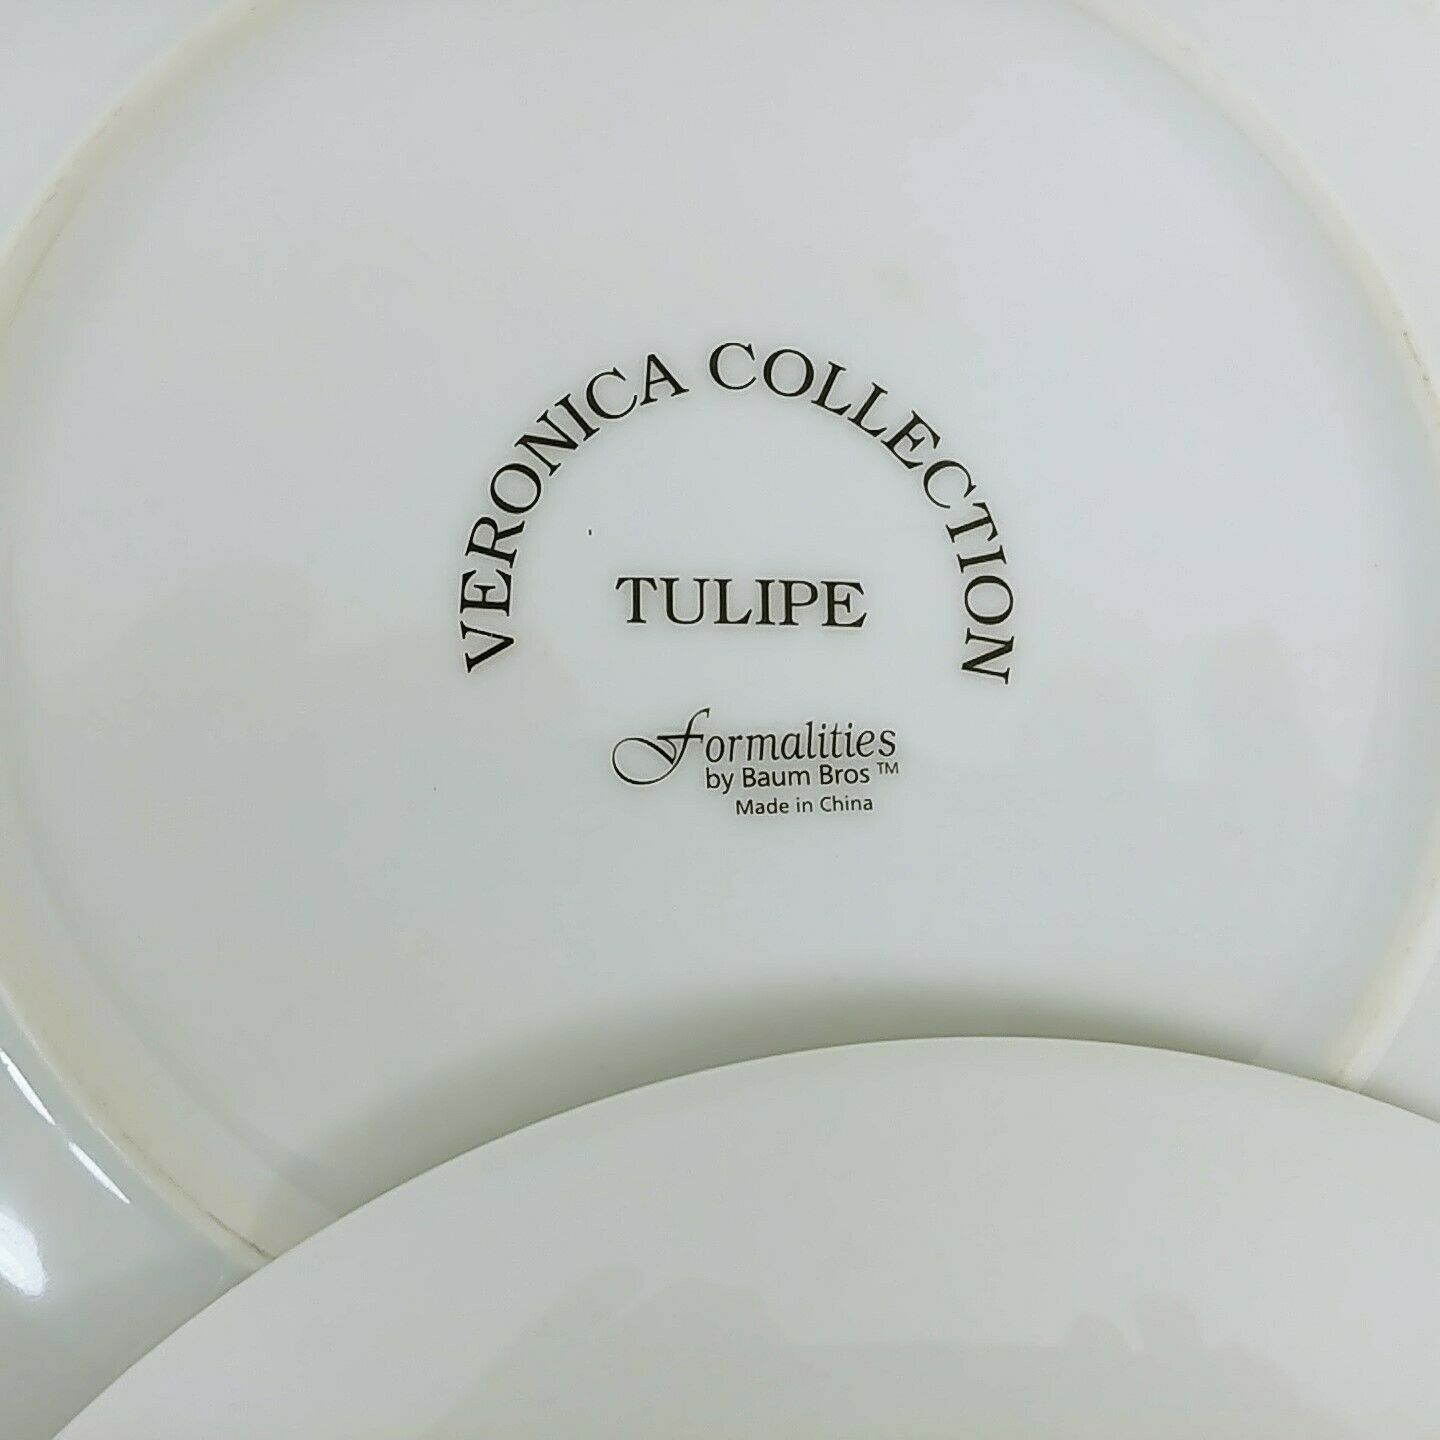 VERONICA COLLECTION
TULIPE
Formalities
by Baum Bros ™
Made in China